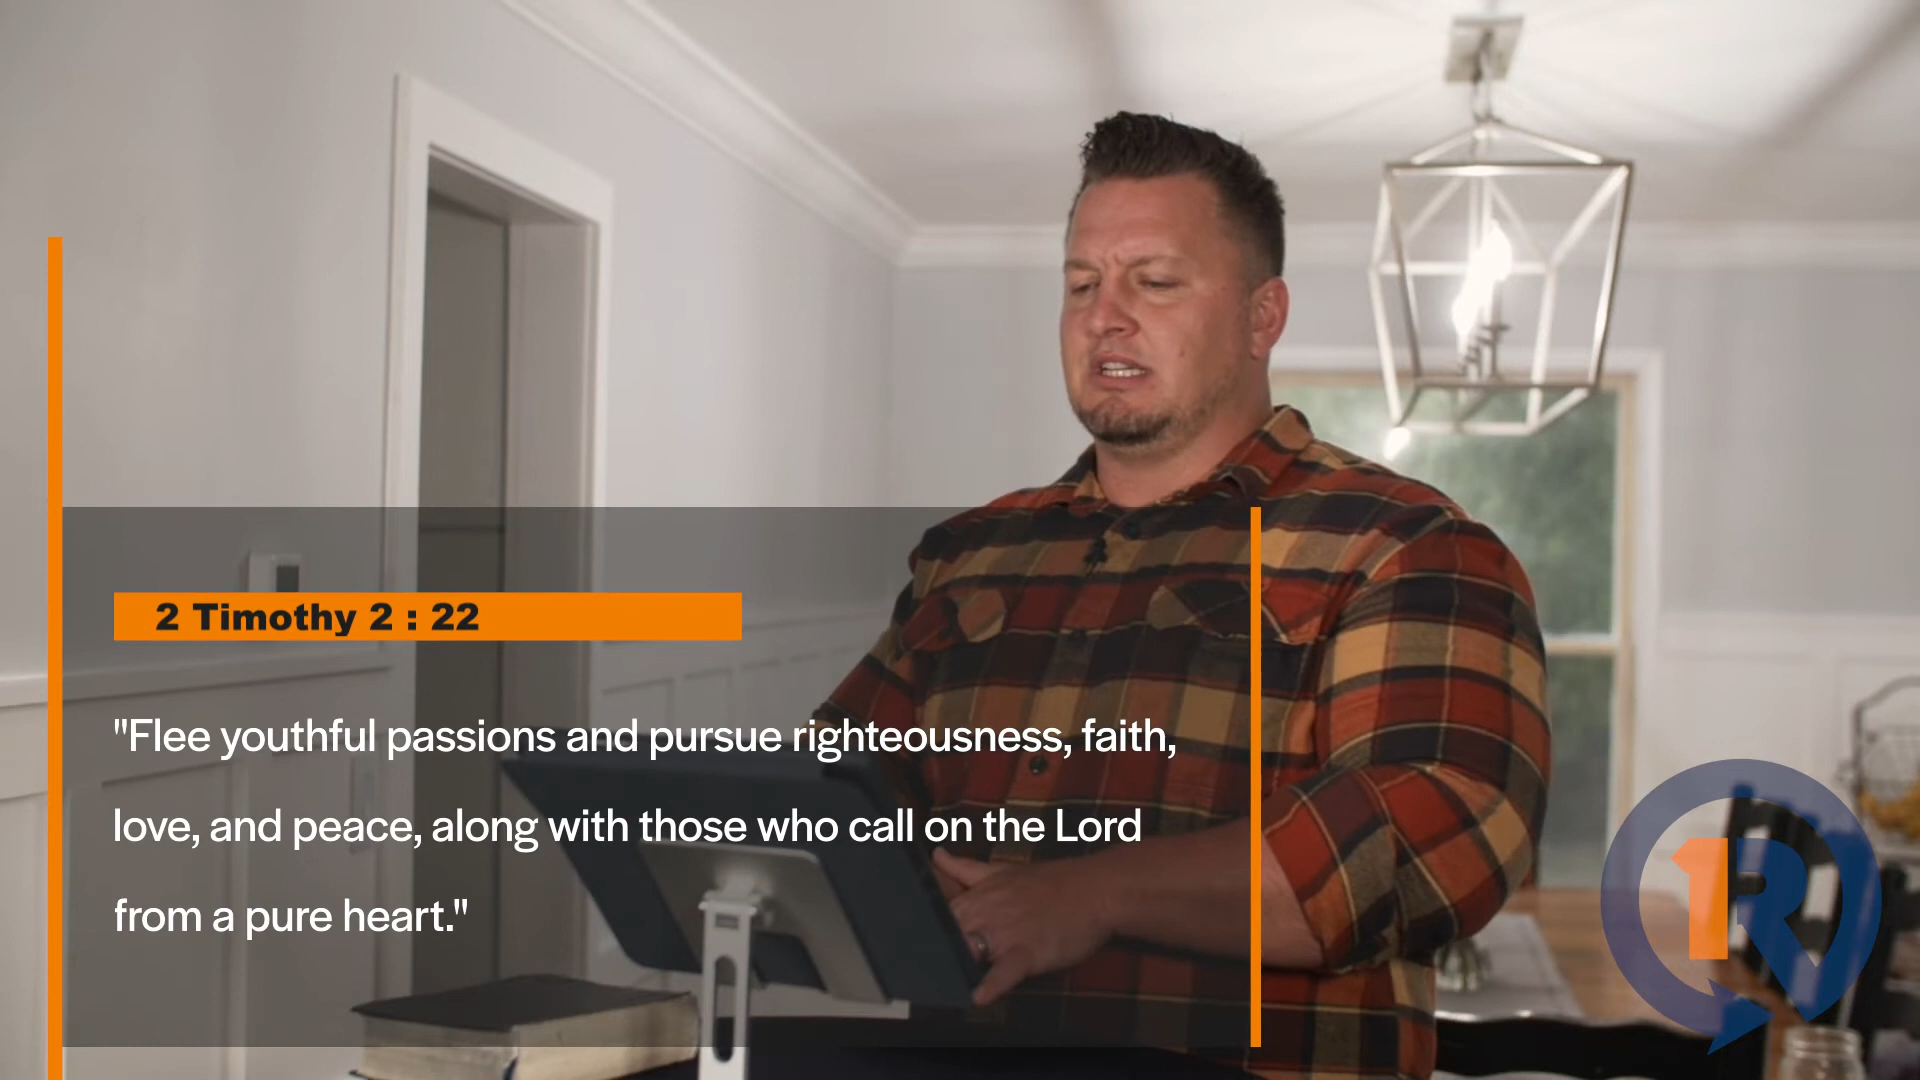 2 Timothy 2 : 22
"Flee youthful passions and pursue righteousness, faith,
love, and peace, along with those who call on the Lord
from a pure heart."
1R